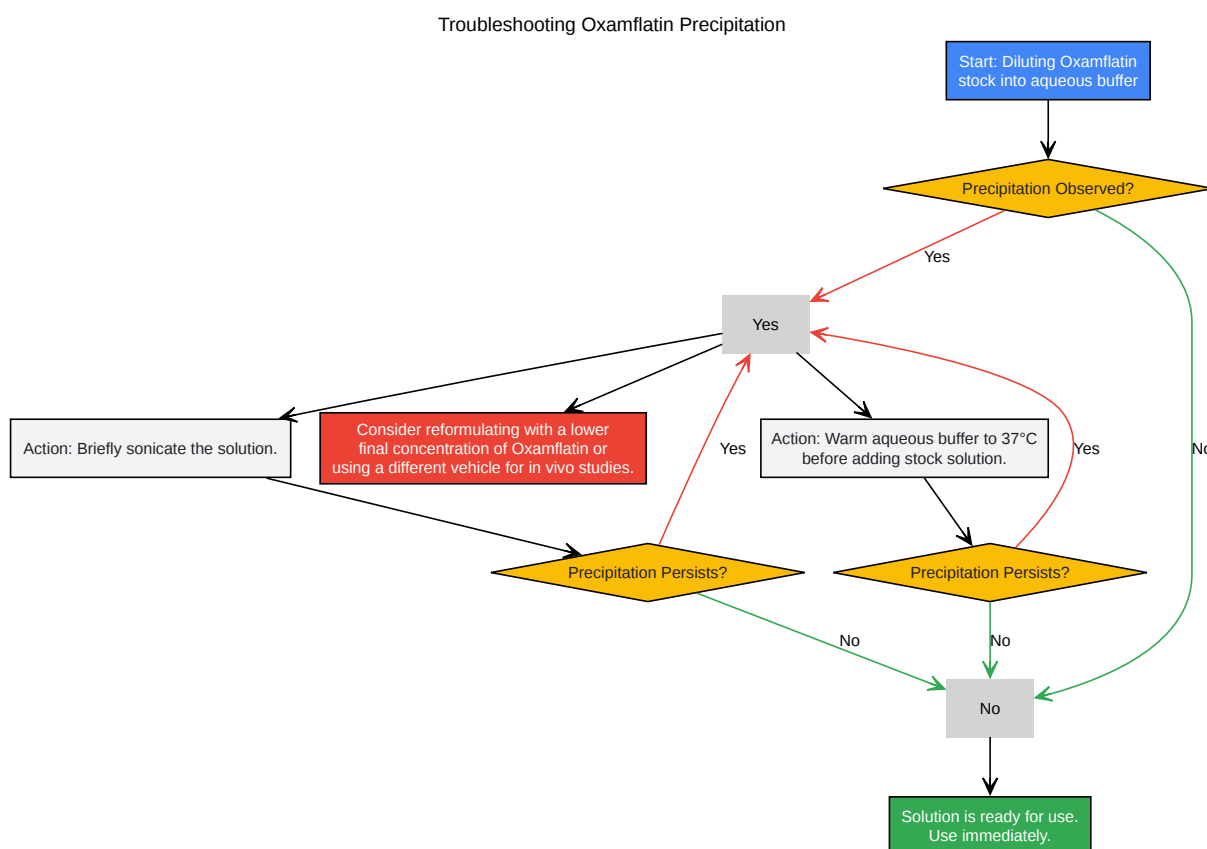 Troubleshooting Oxamflatin Precipitation
Start: Diluting Oxamflatin
stock into aqueous buffer
Precipitation Observed?
Yes
Yes
Action: Briefly sonicate the solution.
Consider reformulating with a lower
final concentration of Oxamflatin or
using a different vehicle for in vivo studies.
Action: Warm aqueous buffer to 37°C
before adding stock solution.
Yes
Yes
No
Precipitation Persists?
Precipitation Persists?
No
No
No
Solution is ready for use.
Use immediately.